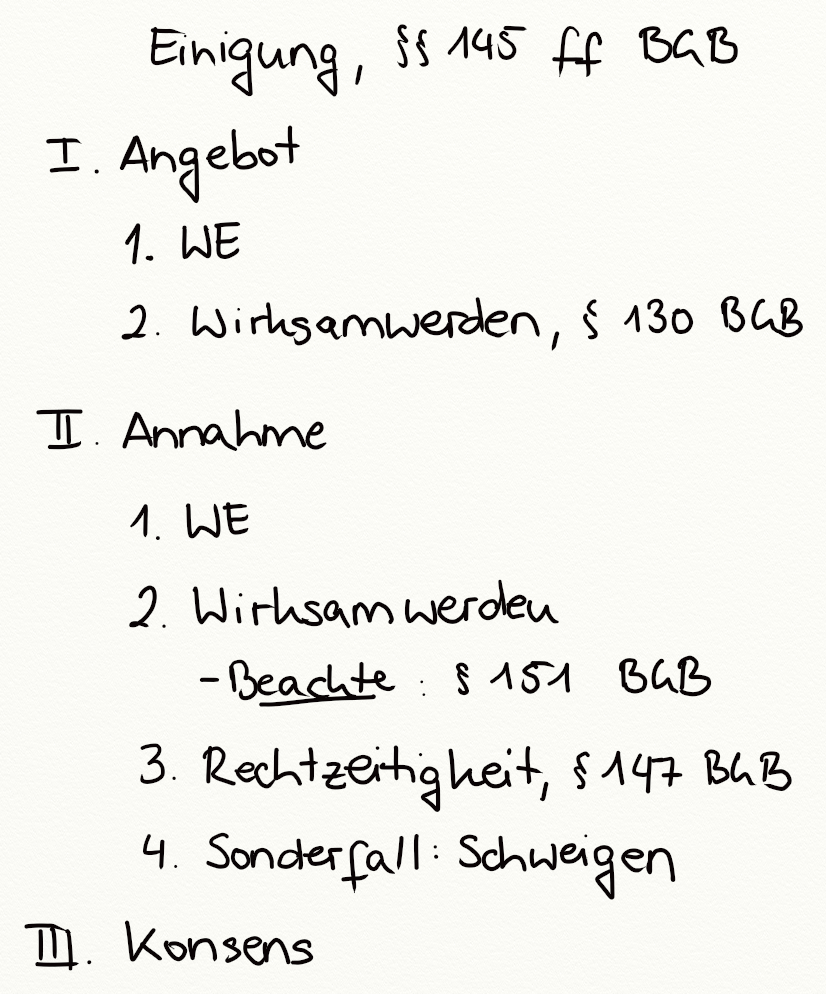 Einigung, §§ 145 ff BGB
I. Angebot
1. WE
2. Wirksamwerden, § 130 BGB
II. Annahme
1. WE
2. Wirksamwerden
- Beachte : § 151 BGB
3. Rechtzeitigkeit, § 147 BGB
4. Sonderfall: Schweigen
III. Konsens